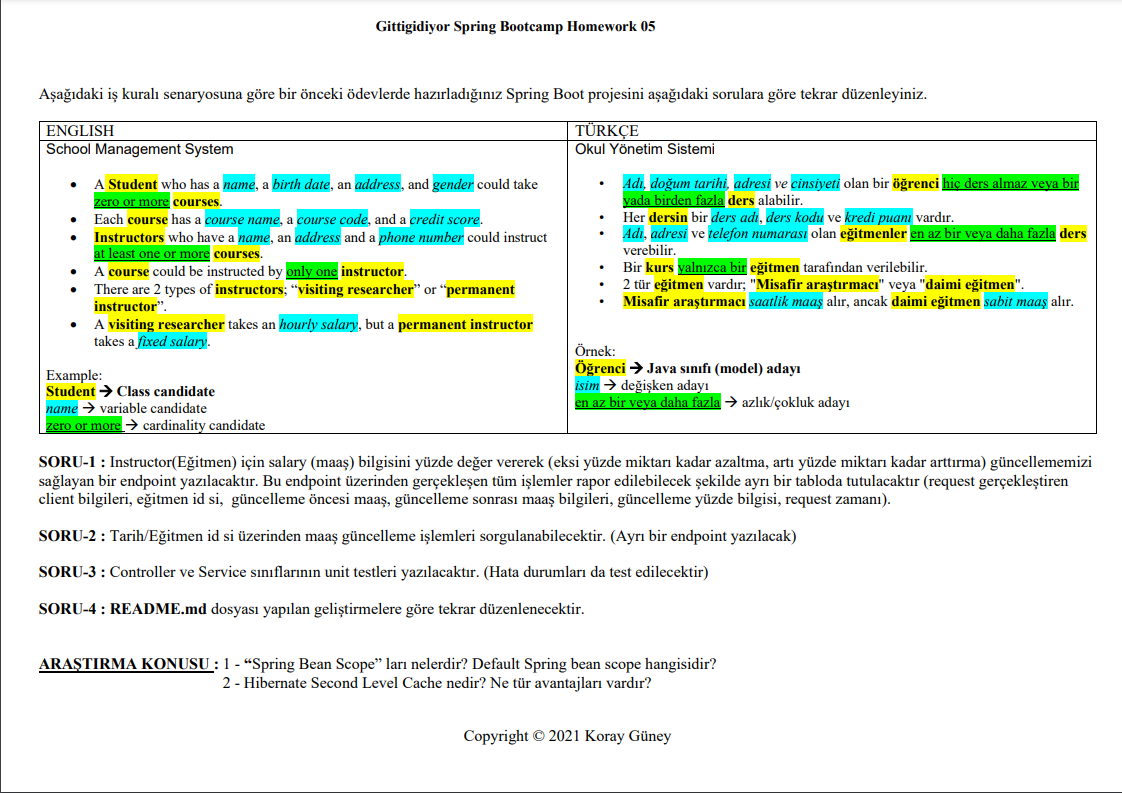 Gittigidiyor Spring Bootcamp Homework 05
Aşağıdaki iş kuralı senaryosuna göre bir önceki ödevlerde hazırladığınız Spring Boot projesini aşağıdaki sorulara göre tekrar düzenleyiniz.
ENGLISH
School Management System
• A Student who has a name, a birth date, an address, and gender could take
zero or more courses.
• Each course has a course name, a course code, and a credit score.
• Instructors who have a name, an address and a phone number could instruct
at least one or more courses.
• A course could be instructed by only one instructor.
• There are 2 types of instructors; “visiting researcher” or “permanent
instructor”.
• A visiting researcher takes an hourly salary, but a permanent instructor
takes a fixed salary.
Example:
Student → Class candidate
name → variable candidate
zero or more → cardinality candidate
TÜRKÇE
Okul Yönetim Sistemi
• Adı, doğum tarihi, adresi ve cinsiyeti olan bir öğrenci hiç ders almaz veya bir
yada birden fazla ders alabilir.
• Her dersin bir ders adı, ders kodu ve kredi puanı vardır.
• Adı, adresi ve telefon numarası olan eğitmenler en az bir veya daha fazla ders
verebilir.
• Bir kurs yalnızca bir eğitmen tarafından verilebilir.
• 2 tür eğitmen vardır; "Misafir araştırmacı" veya "daimi eğitmen".
• Misafir araştırmacı saatlik maaş alır, ancak daimi eğitmen sabit maaş alır.
Örnek:
Öğrenci → Java sınıfı (model) adayı
isim → değişken adayı
en az bir veya daha fazla → azlık/çokluk adayı
SORU-1 : Instructor(Eğitmen) için salary (maaş) bilgisini yüzde değer vererek (eksi yüzde miktarı kadar azaltma, artı yüzde miktarı kadar arttırma) güncellememizi
sağlayan bir endpoint yazılacaktır. Bu endpoint üzerinden gerçekleşen tüm işlemler rapor edilebilecek şekilde ayrı bir tabloda tutulacaktır (request gerçekleştiren
client bilgileri, eğitmen id si, güncelleme öncesi maaş, güncelleme sonrası maaş bilgileri, güncelleme yüzde bilgisi, request zamanı).
SORU-2 : Tarih/Eğitmen id si üzerinden maaş güncelleme işlemleri sorgulanabilecektir. (Ayrı bir endpoint yazılacak)
SORU-3 : Controller ve Service sınıflarının unit testleri yazılacaktır. (Hata durumları da test edilecektir)
SORU-4 : README.md dosyası yapılan geliştirmelere göre tekrar düzenlenecektir.
ARAŞTIRMA KONUSU : 1 - “Spring Bean Scope” ları nelerdir? Default Spring bean scope hangisidir?
2 - Hibernate Second Level Cache nedir? Ne tür avantajları vardır?
Copyright © 2021 Koray Güney